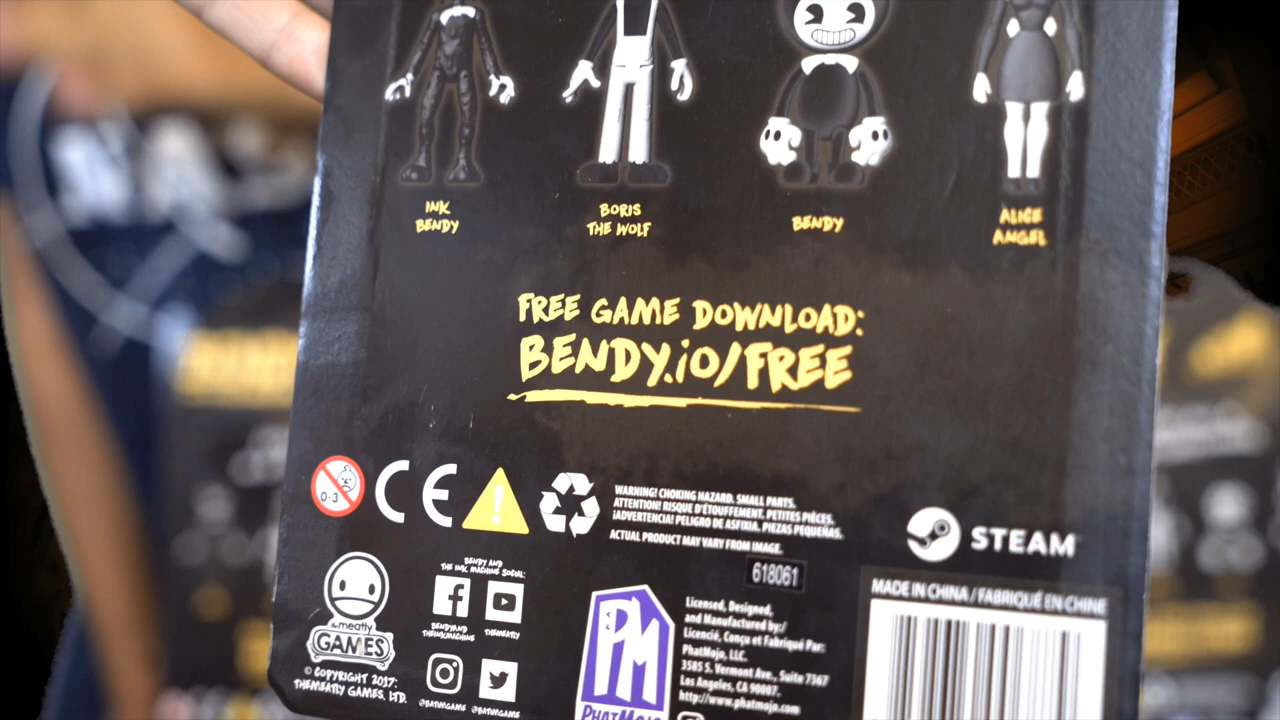 INK
BENDY
BORIS
THE WOLF
BENDY
ALICE
ANGEL
FREE GAME DOWNLOAD:
BENDY.iO/FREE
0-3
CE
WARNING! CHOKING HAZARD. SMALL PARTS.
ATTENTION! RISQUE D'ÉTOUFFEMENT. PETITES PIÈCES.
¡ADVERTENCIA! PELIGRO DE ASFIXIA. PIEZAS PEQUEÑAS.
ACTUAL PRODUCT MAY VARY FROM IMAGE.
618061
STEAM
MADE IN CHINA / FABRIQUÉ EN CHINE
themeatly
GAMES
© COPYRIGHT 2017:
THEMEATLY GAMES, LTD.
BENDY AND
THE INK MACHINE SOCIAL:
BENDYAND
THEINKMACHINE
THEMEATLY
@BATIMGAME
@BATIMGAME
PM
PHATMOJO
Licensed, Designed,
and Manufactured by:/
Licencié, Conçu et Fabriqué Par:
PhatMojo, LLC.
3585 S. Vermont Ave., Suite 7367
Los Angeles, CA 90007.
http://www.phatmojo.com